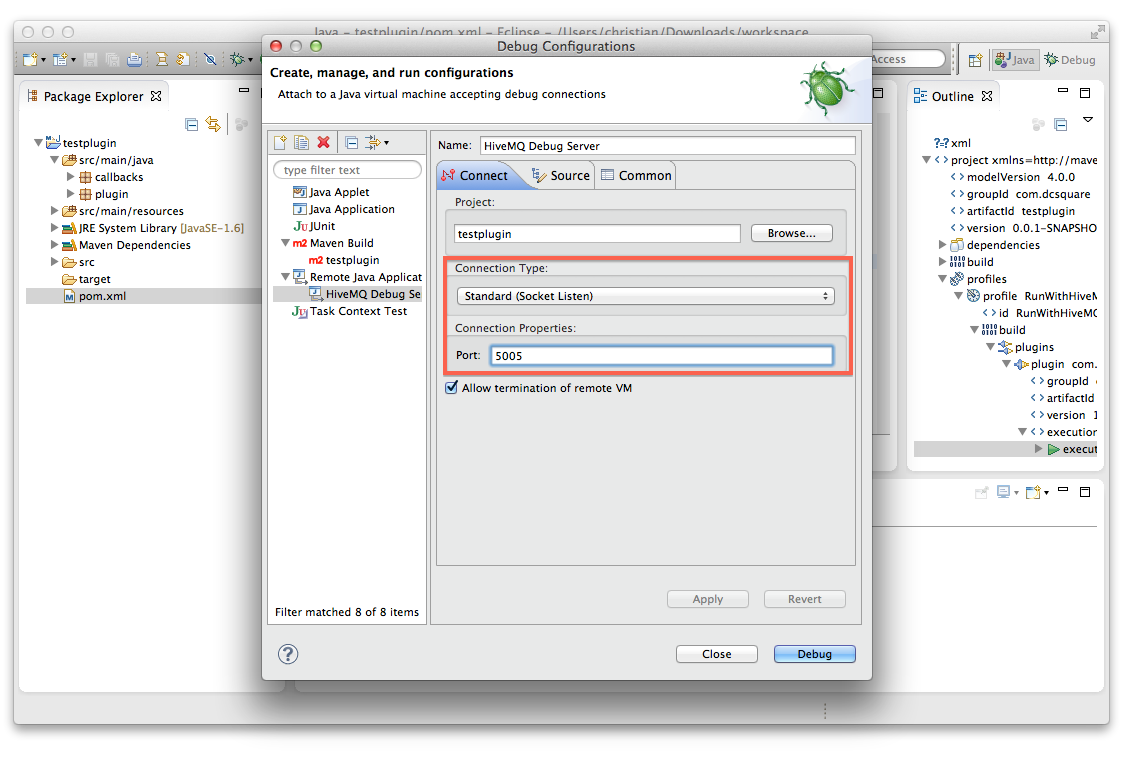 Java - testplugin/pom.xml - Eclipse - /Users/christian/Downloads/workspace
Debug Configurations
Create, manage, and run configurations
Attach to a Java virtual machine accepting debug connections
Access
Java
Debug
Package Explorer
testplugin
src/main/java
callbacks
plugin
src/main/resources
JRE System Library [JavaSE-1.6]
Maven Dependencies
src
target
pom.xml
type filter text
Java Applet
Java Application
JUnit
Maven Build
testplugin
Remote Java Applicat
HiveMQ Debug Se
Task Context Test
Filter matched 8 of 8 items
Name: HiveMQ Debug Server
Connect Source Common
Project:
testplugin Browse...
Connection Type:
Standard (Socket Listen)
Connection Properties:
Port: 5005
Allow termination of remote VM
Apply Revert
Close Debug
Outline
?=? xml
project xmlns=http://mave
modelVersion 4.0.0
groupId com.dcsquare
artifactId testplugin
version 0.0.1-SNAPSHO
dependencies
build
profiles
profile RunWithHiveM
id RunWithHiveMQ
build
plugins
plugin com.
groupId
artifactId
version 1
execution
execut